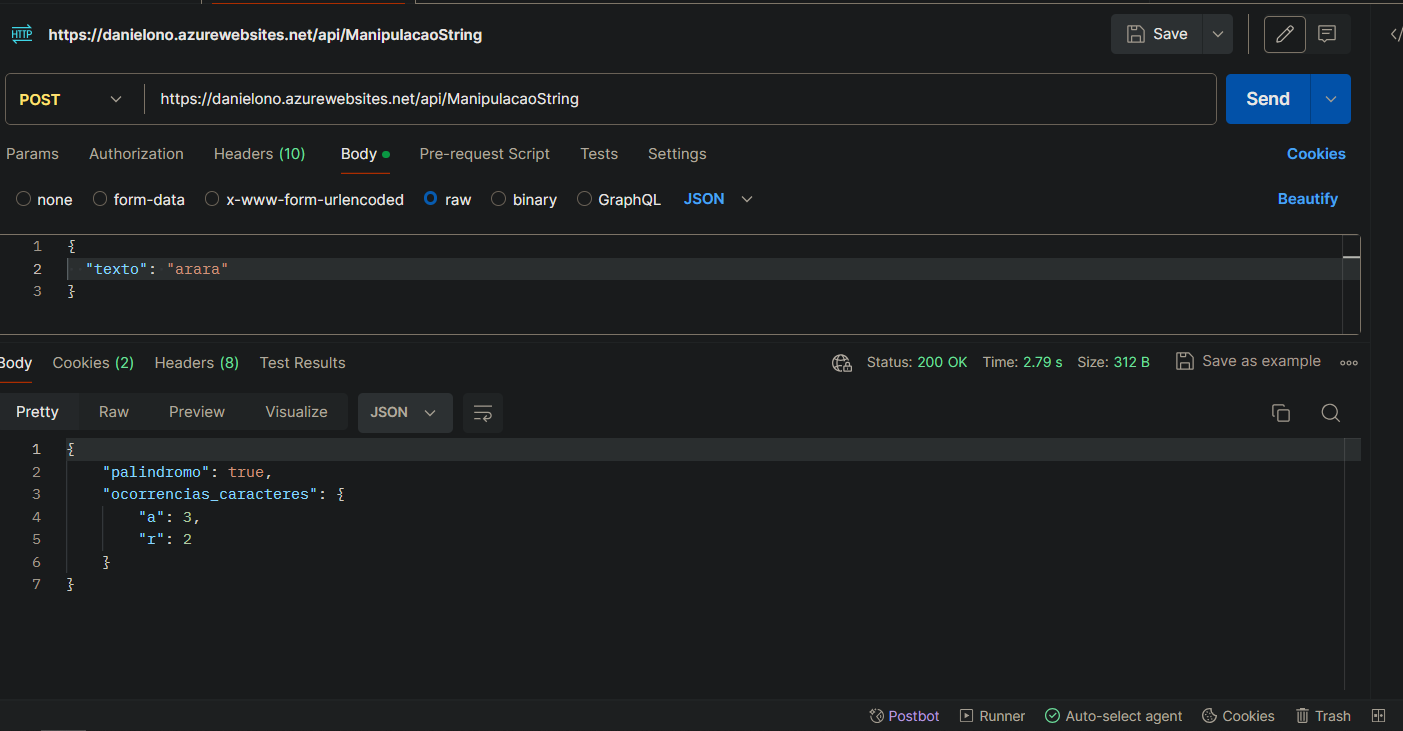 HTTP https://danielono.azurewebsites.net/api/ManipulacaoString Save </
POST https://danielono.azurewebsites.net/api/ManipulacaoString Send
Params Authorization Headers (10) Body Pre-request Script Tests Settings Cookies
none form-data x-www-form-urlencoded raw binary GraphQL JSON Beautify
1 {
2 "texto": "arara"
3 }
Body Cookies (2) Headers (8) Test Results Status: 200 OK Time: 2.79 s Size: 312 B Save as example
Pretty Raw Preview Visualize JSON
1 {
2 "palindromo": true,
3 "ocorrencias_caracteres": {
4 "a": 3,
5 "r": 2
6 }
7 }
Postbot Runner Auto-select agent Cookies Trash